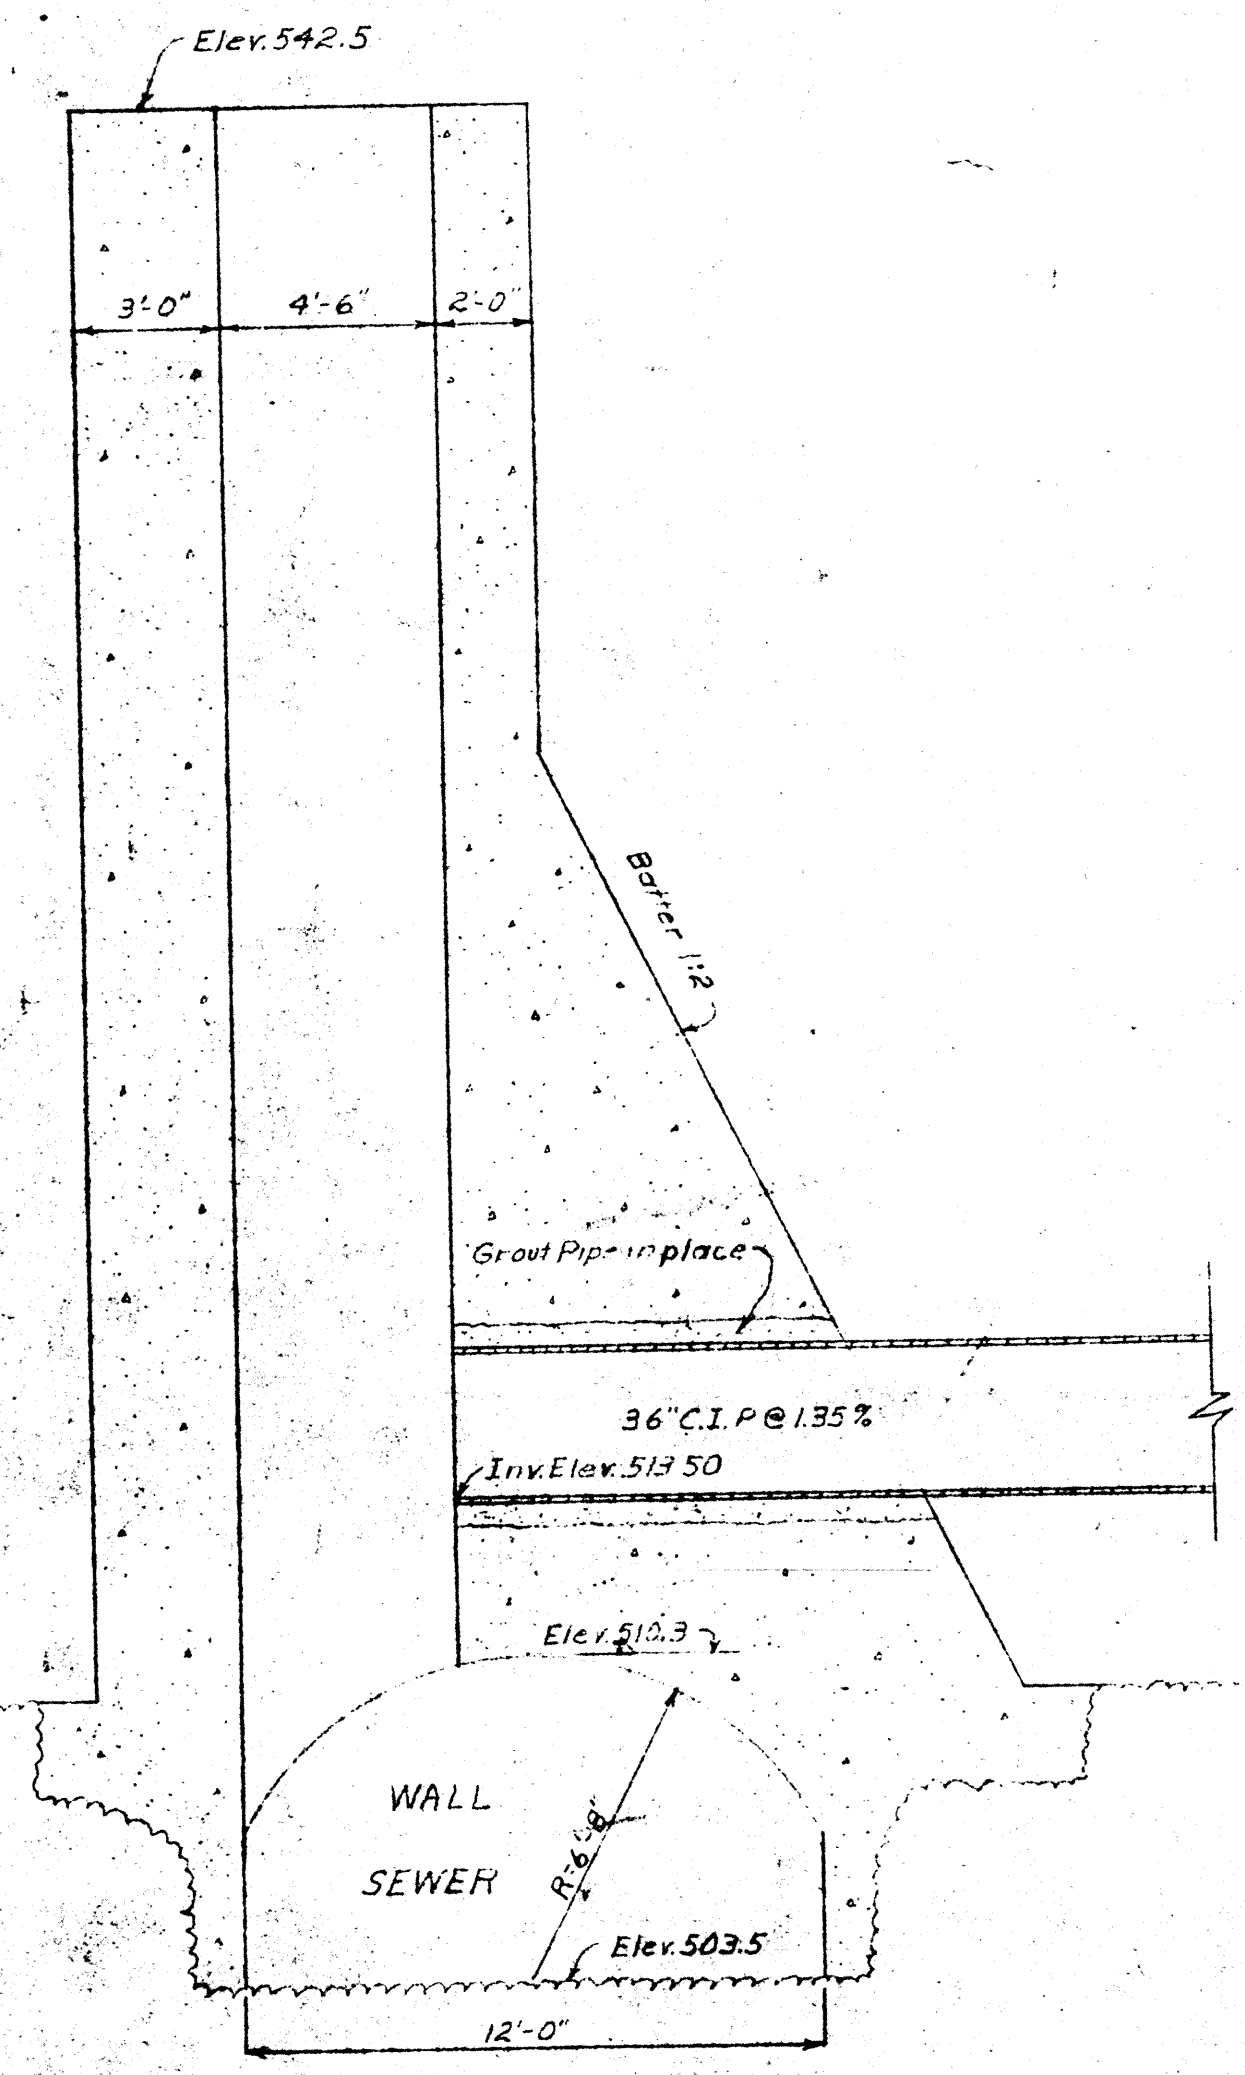 Elev. 542.5
3'-0"
4'-6"
2'-0"
Batter 1:2
Grout Pipe in place
36" C.I.P @ 1.35%
Inv. Elev. 513 50
Elev. 510.3
WALL
SEWER
R=6'-8"
Elev. 503.5
12'-0"